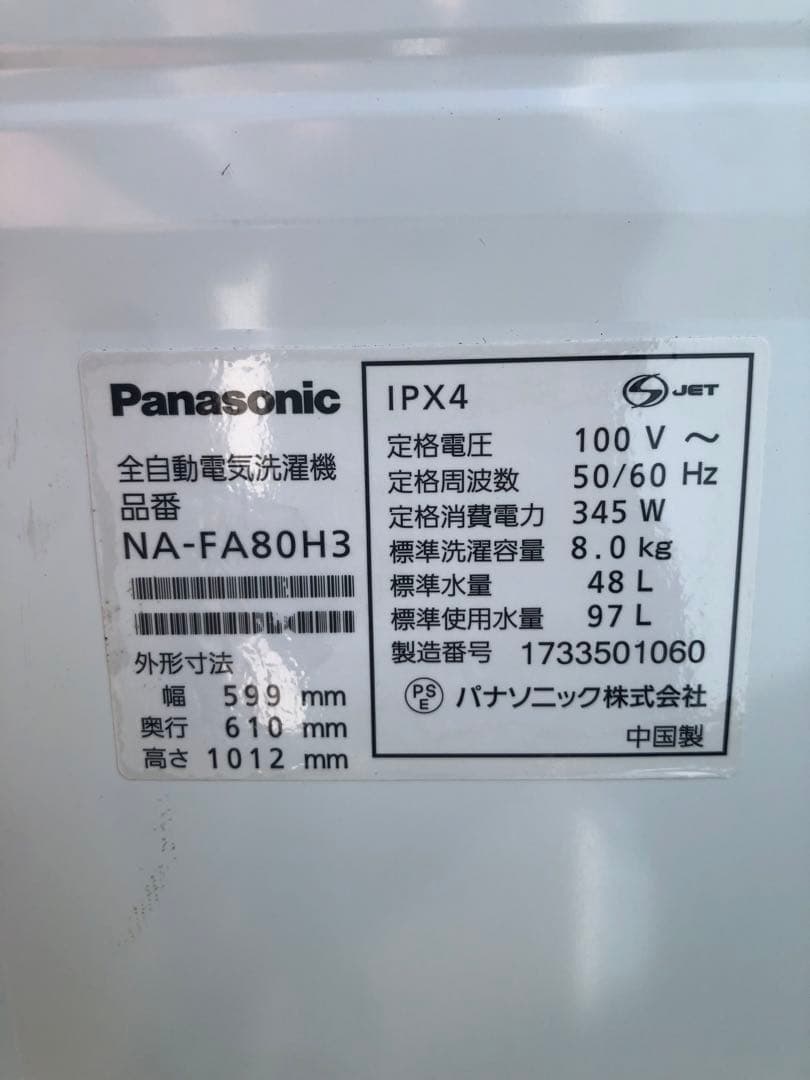 Panasonic
全自動電気洗濯機
品番
NA-FA80H3
外形寸法
幅 599 mm
奥行 610 mm
高さ 1012 mm
IPX4
S JET
定格電圧 100 V ～
定格周波数 50/60 Hz
定格消費電力 345 W
標準洗濯容量 8.0 kg
標準水量 48 L
標準使用水量 97 L
製造番号 1733501060
PS
E
パナソニック株式会社
中国製